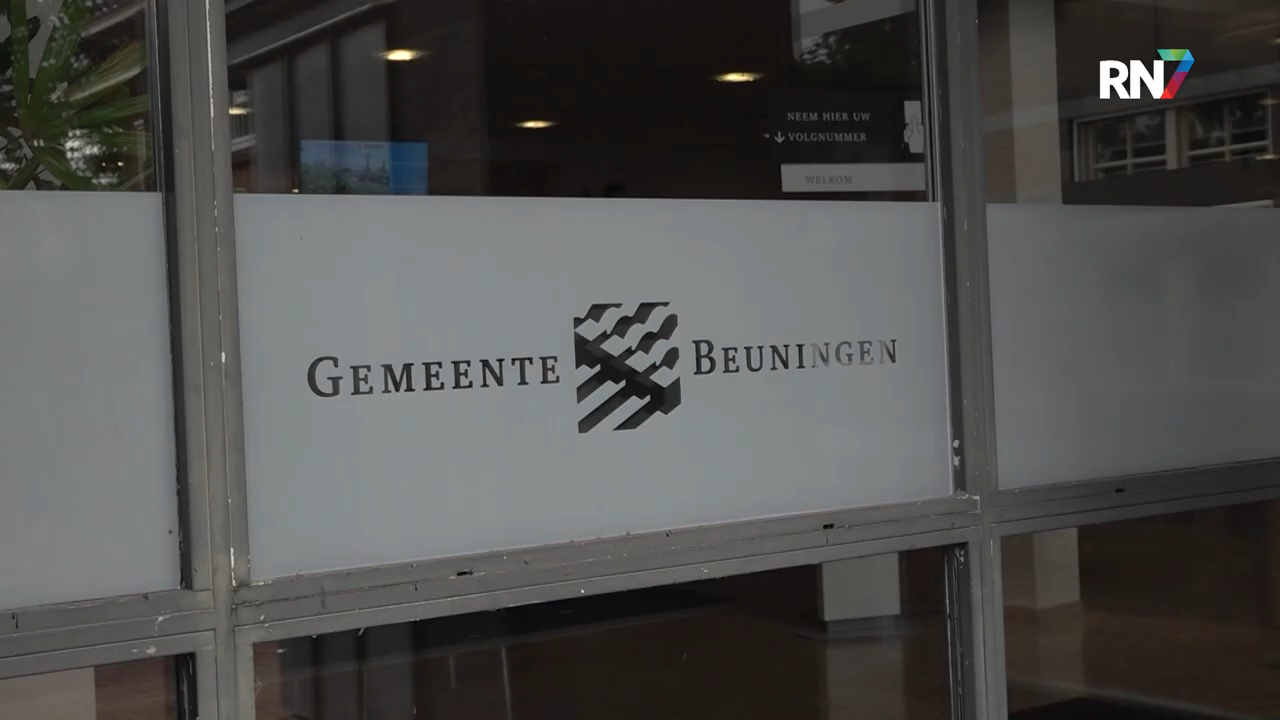 RN7
NEEM HIER UW
VOLGNUMMER
WELKOM
GEMEENTE BEUNINGEN